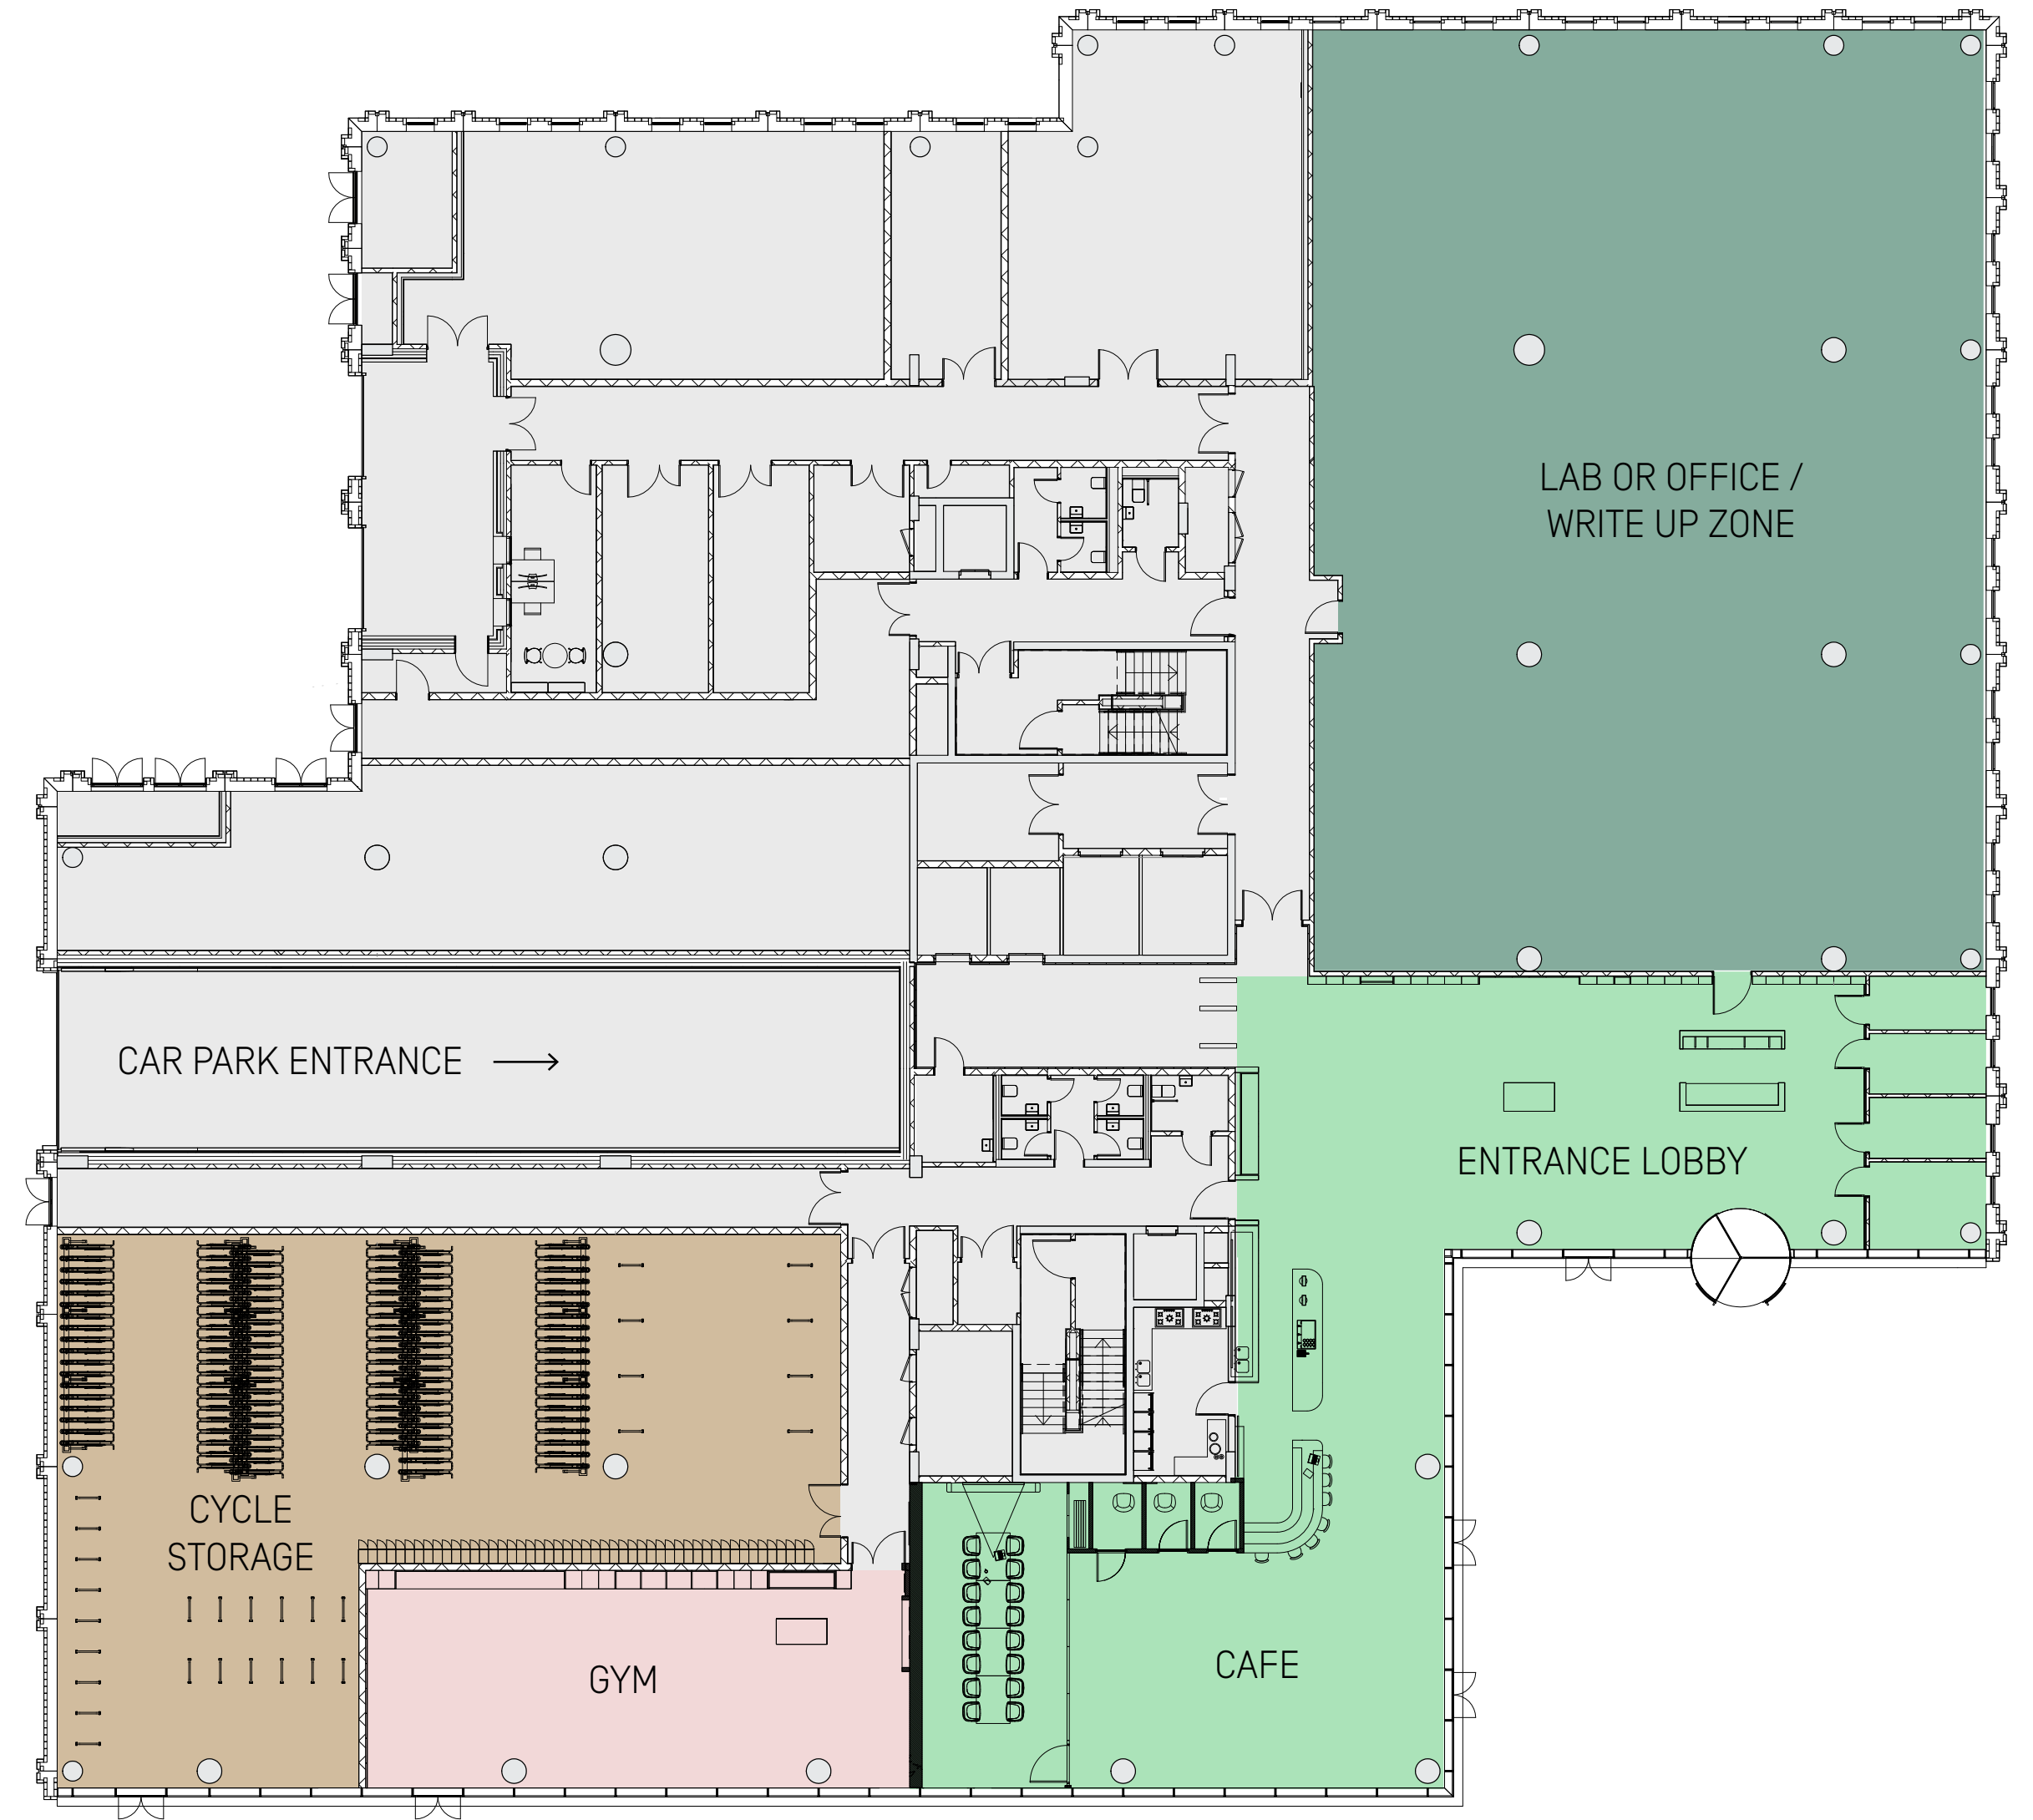 LAB OR OFFICE /
WRITE UP ZONE
CAR PARK ENTRANCE
ENTRANCE LOBBY
CYCLE
STORAGE
GYM
CAFE